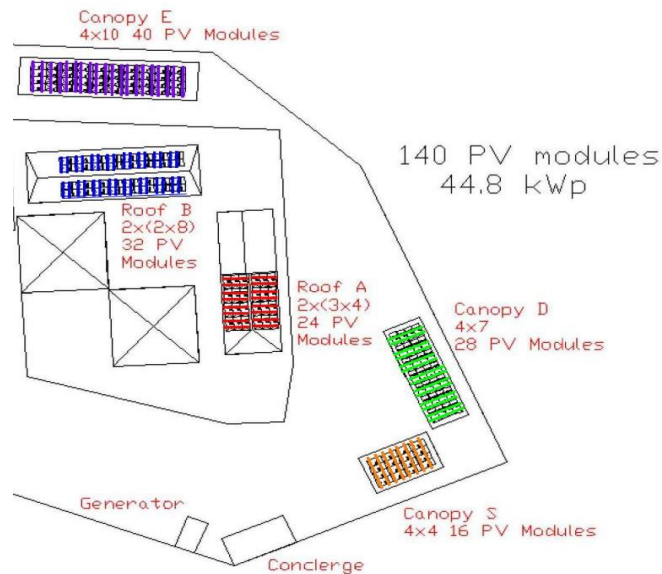 Canopy E
4x10 40 PV Modules
140 PV modules
44.8 kWp
Roof B
2x(2x8)
32 PV
Modules
Roof A
2x(3x4)
24 PV
Modules
Canopy D
4x7
28 PV Modules
Generator
Canopy S
4x4 16 PV Modules
Concierge